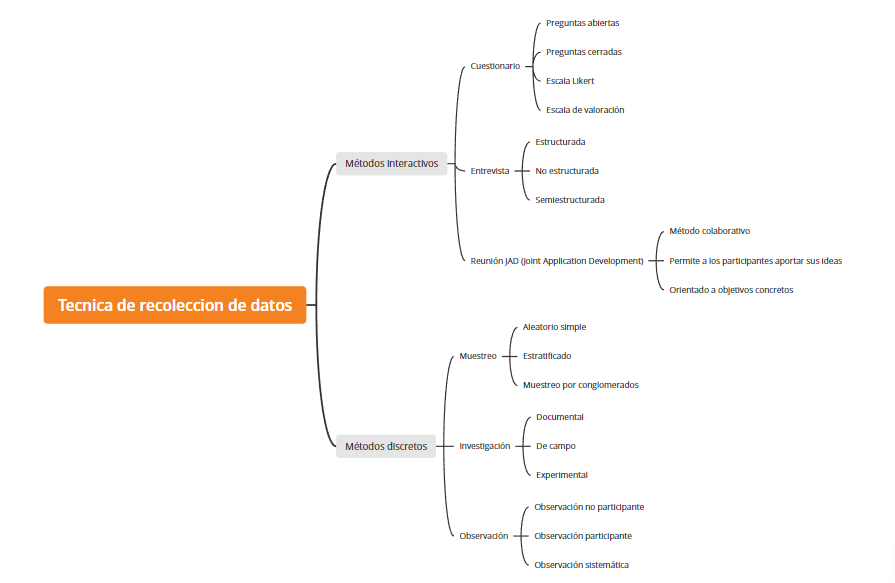 Tecnica de recoleccion de datos
Métodos interactivos
Cuestionario
Preguntas abiertas
Preguntas cerradas
Escala Likert
Escala de valoración
Entrevista
Estructurada
No estructurada
Semiestructurada
Reunión JAD (Joint Application Development)
Método colaborativo
Permite a los participantes aportar sus ideas
Orientado a objetivos concretos
Métodos discretos
Muestreo
Aleatorio simple
Estratificado
Muestreo por conglomerados
Investigación
Documental
De campo
Experimental
Observación
Observación no participante
Observación participante
Observación sistemática